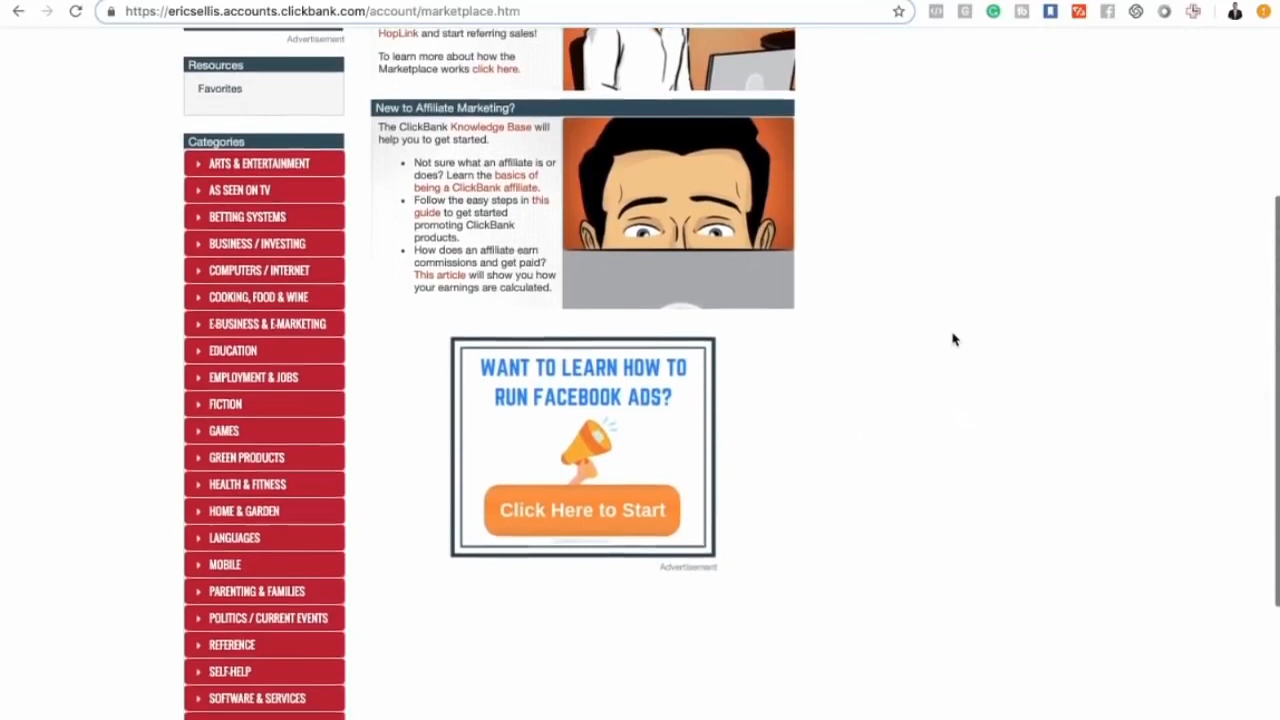 https://ericsellis.accounts.clickbank.com/account/marketplace.htm
Advertisement
Resources
Favorites
Categories
ARTS & ENTERTAINMENT
AS SEEN ON TV
BETTING SYSTEMS
BUSINESS / INVESTING
COMPUTERS / INTERNET
COOKING, FOOD & WINE
E-BUSINESS & E-MARKETING
EDUCATION
EMPLOYMENT & JOBS
FICTION
GAMES
GREEN PRODUCTS
HEALTH & FITNESS
HOME & GARDEN
LANGUAGES
MOBILE
PARENTING & FAMILIES
POLITICS / CURRENT EVENTS
REFERENCE
SELF-HELP
SOFTWARE & SERVICES
HopLink and start referring sales!
To learn more about how the
Marketplace works click here.
New to Affiliate Marketing?
The ClickBank Knowledge Base will
help you to get started.
Not sure what an affiliate is or
does? Learn the basics of
being a ClickBank affiliate.
Follow the easy steps in this
guide to get started
promoting ClickBank
products.
How does an affiliate earn
commissions and get paid?
This article will show you how
your earnings are calculated.
WANT TO LEARN HOW TO
RUN FACEBOOK ADS?
Click Here to Start
Advertisement